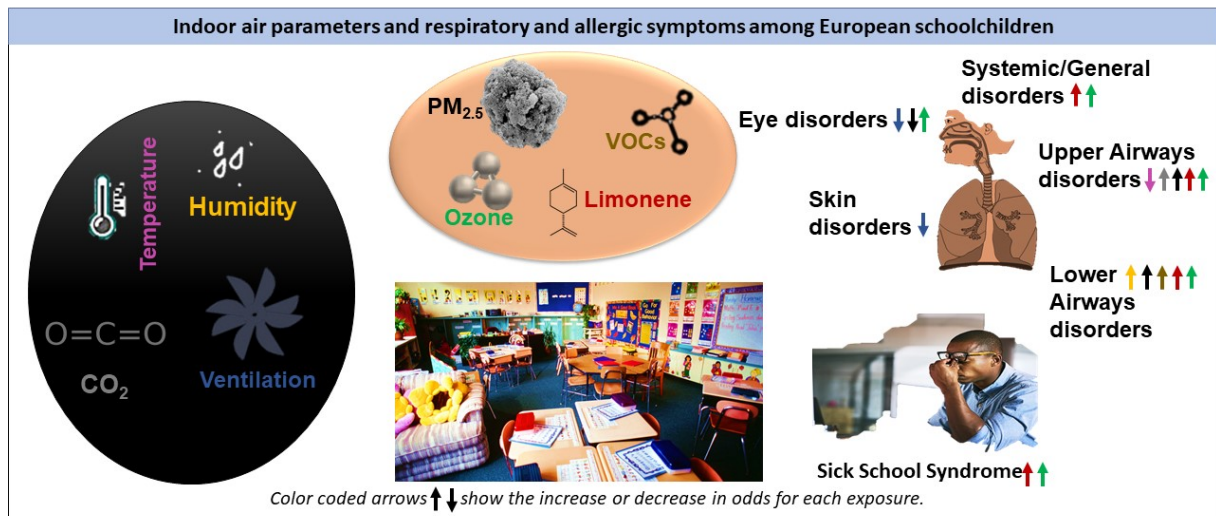 Indoor air parameters and respiratory and allergic symptoms among European schoolchildren
Temperature
Humidity
O=C=O
CO₂
Ventilation
PM₂.₅
VOCs
Ozone
Limonene
Systemic/General
disorders ↑↑
Eye disorders ↓↓↑
Upper Airways
disorders ↓↑↑↑↑
Skin
disorders ↓
Lower ↑↑↑↑↑
Airways
disorders
Sick School Syndrome ↑↑
Color coded arrows ↑↓ show the increase or decrease in odds for each exposure.